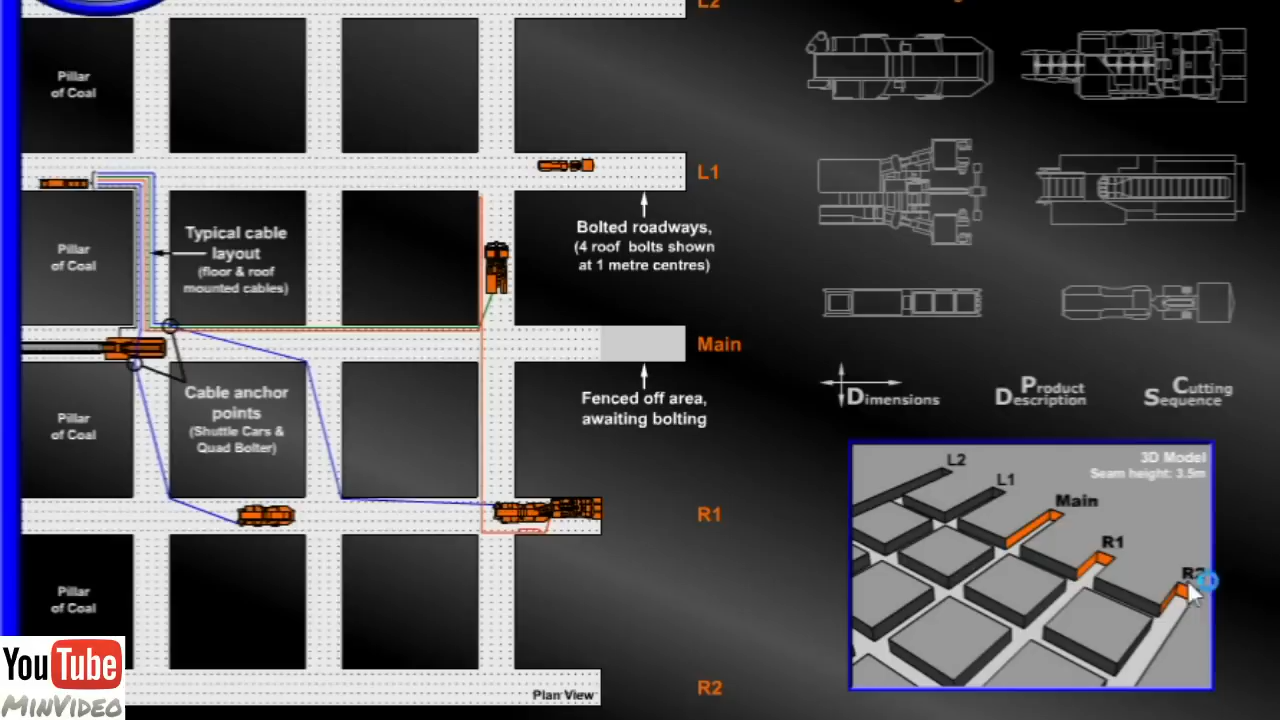 L2
Pillar
of Coal
L1
Bolted roadways,
(4 roof bolts shown
at 1 metre centres)
Typical cable
layout
(floor & roof
mounted cables)
Pillar
of Coal
Main
Fenced off area,
awaiting bolting
Cable anchor
points
(Shuttle Cars &
Quad Bolter)
Pillar
of Coal
R1
Pillar
of Coal
Plan View
R2
Dimensions
Product
Description
Cutting
Sequence
3D Model
Seam height: 3.5m
L2
L1
Main
R1
YouTube
MINVIDEO